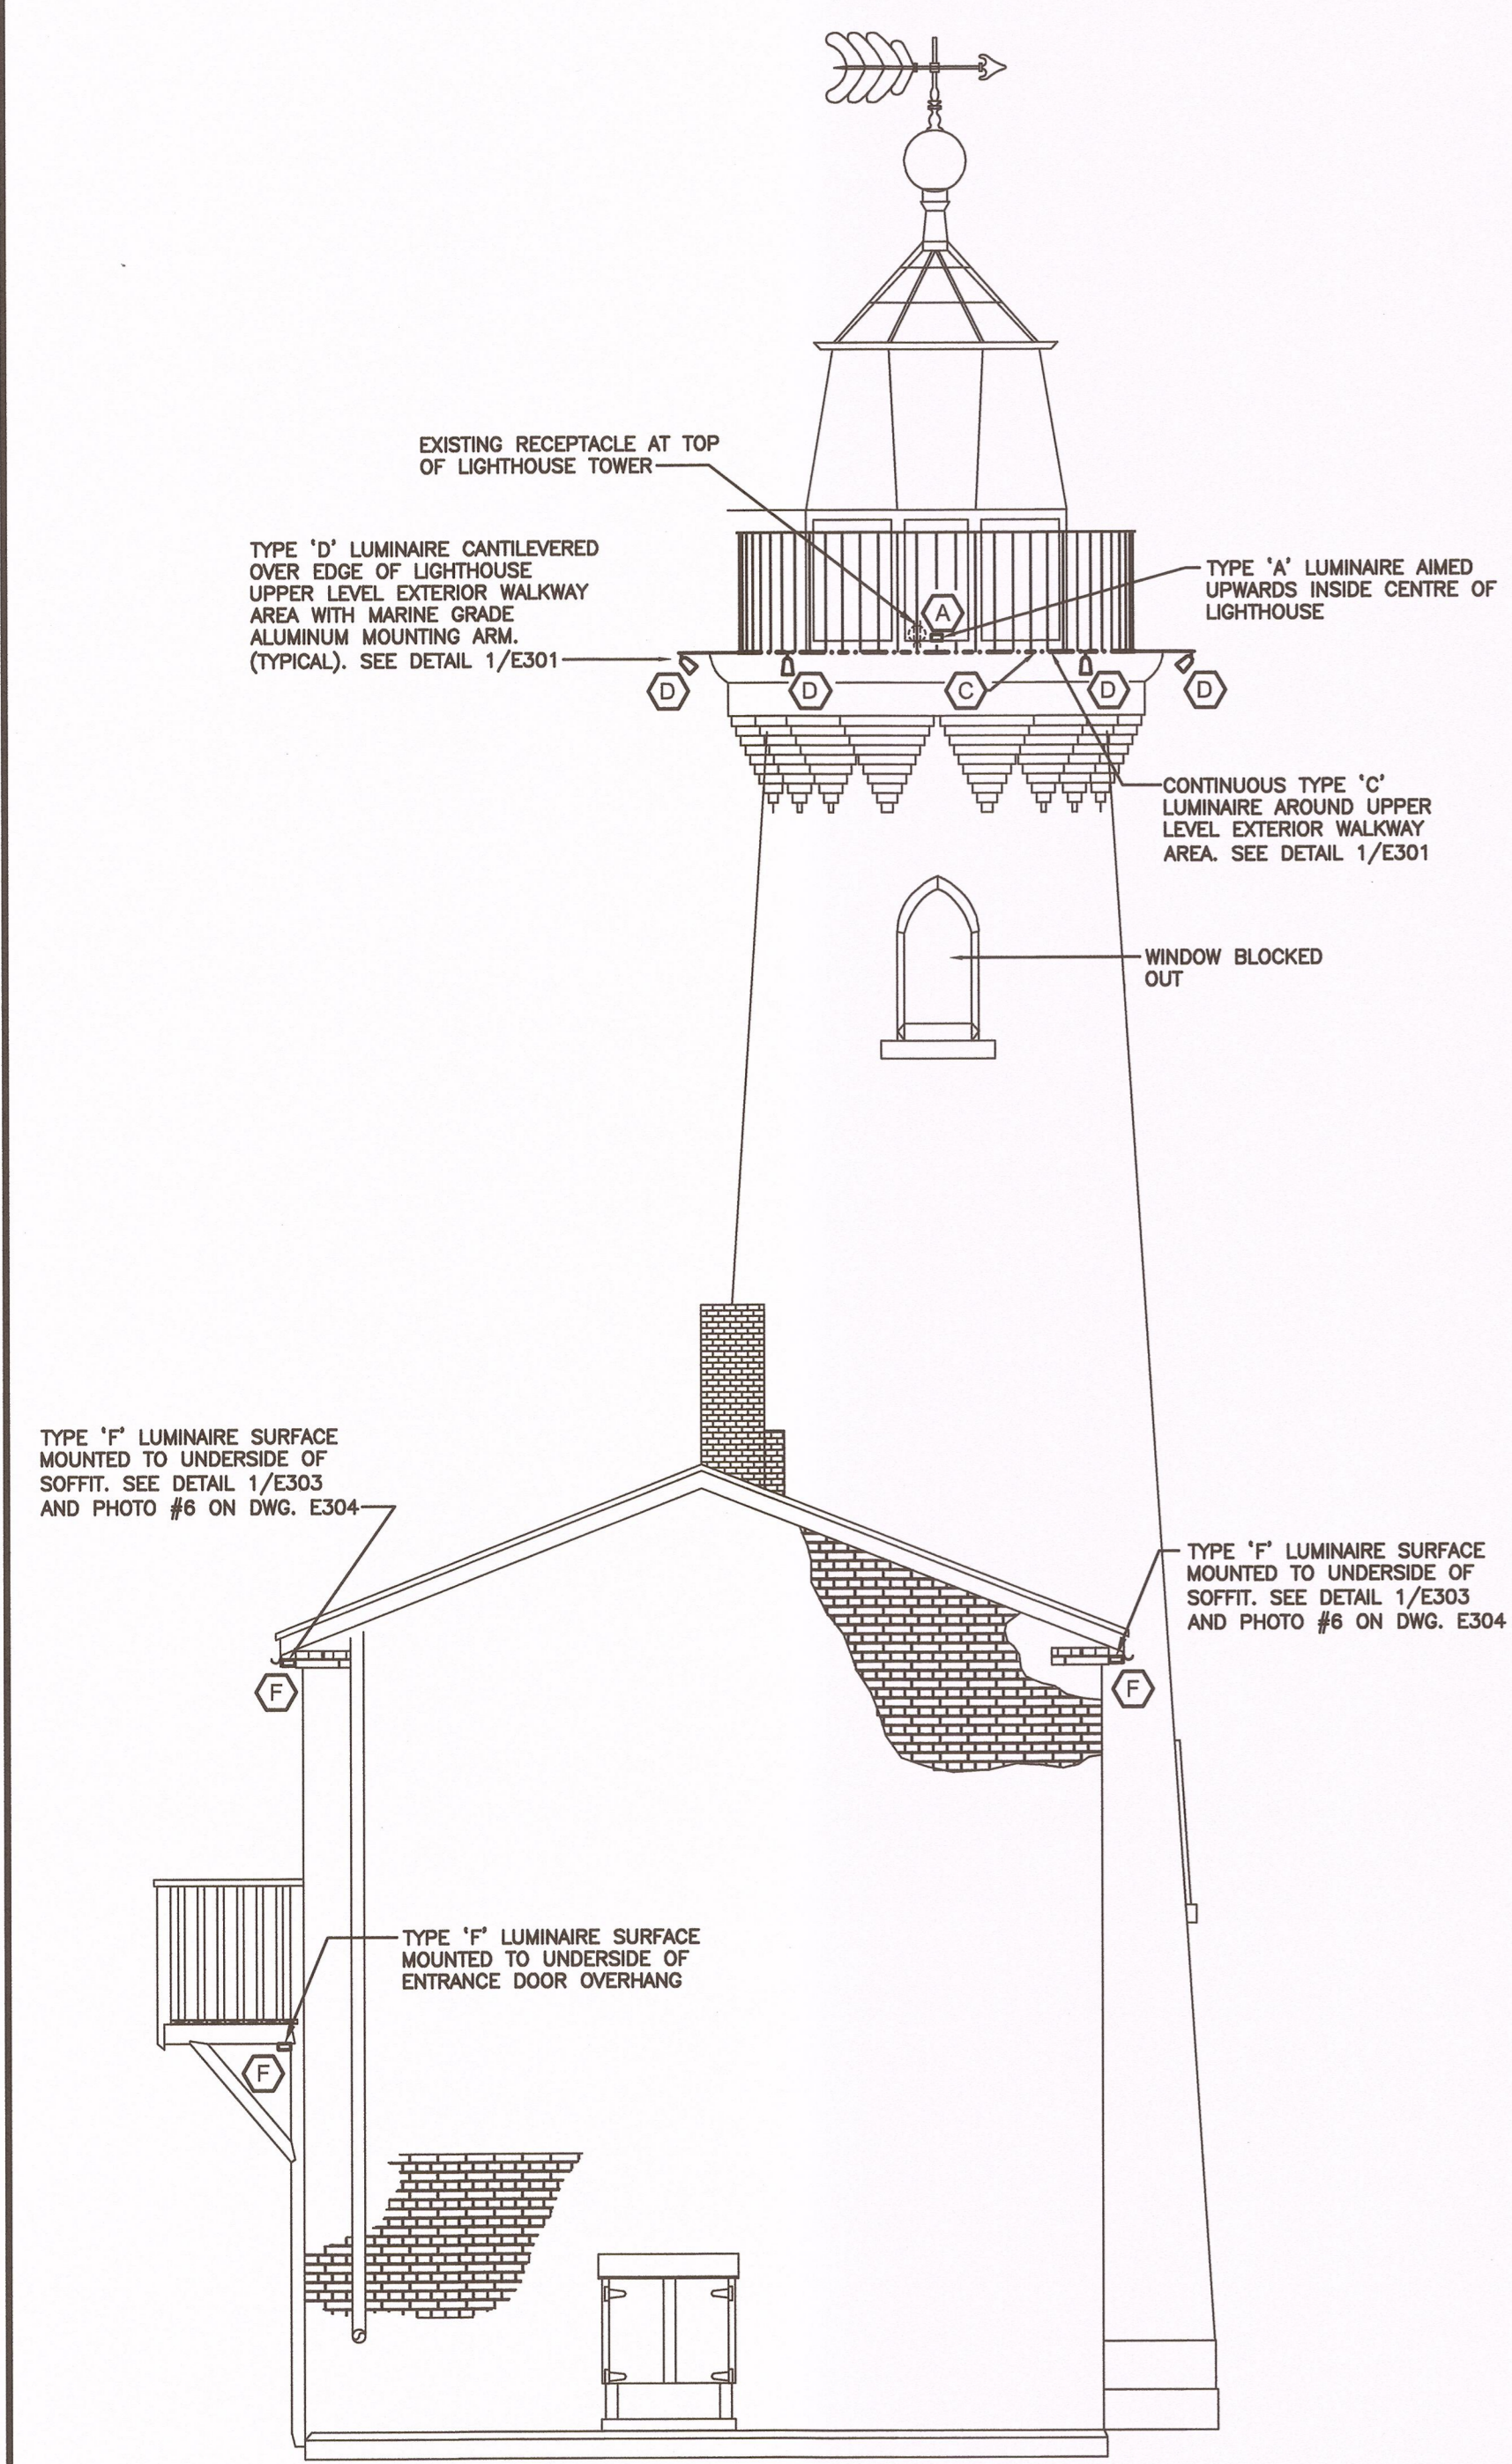 EXISTING RECEPTACLE AT TOP
OF LIGHTHOUSE TOWER
TYPE 'D' LUMINAIRE CANTILEVERED
OVER EDGE OF LIGHTHOUSE
UPPER LEVEL EXTERIOR WALKWAY
AREA WITH MARINE GRADE
ALUMINUM MOUNTING ARM.
(TYPICAL). SEE DETAIL 1/E301
TYPE 'A' LUMINAIRE AIMED
UPWARDS INSIDE CENTRE OF
LIGHTHOUSE
A
D
D
C
D
D
CONTINUOUS TYPE 'C'
LUMINAIRE AROUND UPPER
LEVEL EXTERIOR WALKWAY
AREA. SEE DETAIL 1/E301
WINDOW BLOCKED
OUT
TYPE 'F' LUMINAIRE SURFACE
MOUNTED TO UNDERSIDE OF
SOFFIT. SEE DETAIL 1/E303
AND PHOTO #6 ON DWG. E304
TYPE 'F' LUMINAIRE SURFACE
MOUNTED TO UNDERSIDE OF
SOFFIT. SEE DETAIL 1/E303
AND PHOTO #6 ON DWG. E304
F
F
TYPE 'F' LUMINAIRE SURFACE
MOUNTED TO UNDERSIDE OF
ENTRANCE DOOR OVERHANG
F